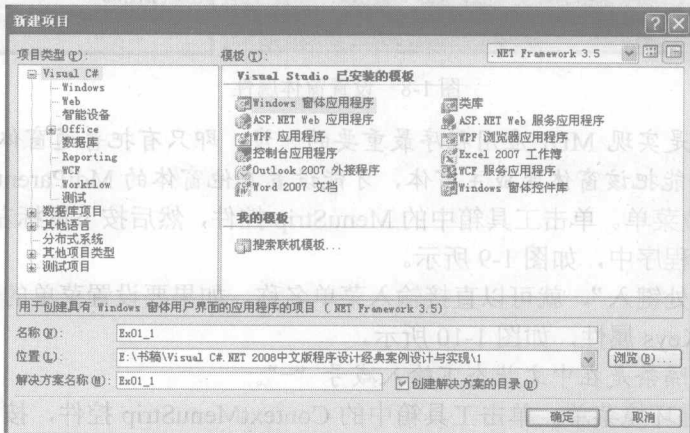 新建项目
项目类型(P):
模板(T):
.NET Framework 3.5
Visual C#
Windows
Web
智能设备
Office
数据库
Reporting
WCF
Workflow
测试
数据库项目
其他语言
分布式系统
其他项目类型
测试项目
Visual Studio 已安装的模板
Windows 窗体应用程序
ASP.NET Web 应用程序
WPF 应用程序
控制台应用程序
Outlook 2007 外接程序
Word 2007 文档
类库
ASP.NET Web 服务应用程序
WPF 浏览器应用程序
Excel 2007 工作簿
WCF 服务应用程序
Windows 窗体控件库
我的模板
搜索联机模板...
用于创建具有 Windows 窗体用户界面的应用程序的项目 (.NET Framework 3.5)
名称(N):
Ex01_1
位置(L):
E:\书稿\Visual C#.NET 2008中文版程序设计经典案例设计与实现\1
浏览(B)...
解决方案名称(M):
Ex01_1
创建解决方案的目录(D)
确定
取消